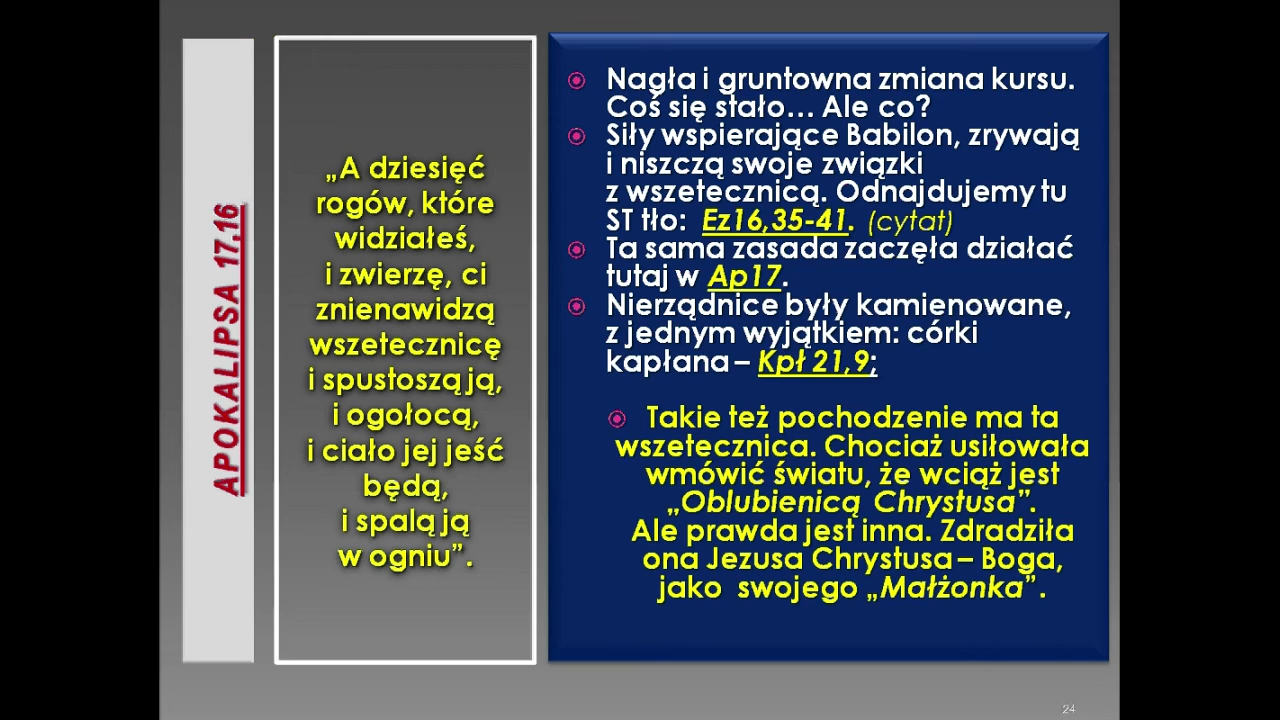 APOKALIPSA 17,16
„A dziesięć
rogów, które
widziałeś,
i zwierzę, ci
znienawidzą
wszetecznicę
i spustoszą ją,
i ogołocą,
i ciało jej jeść
będą,
i spalą ją
w ogniu”.
Nagła i gruntowna zmiana kursu.
Coś się stało... Ale co?
Siły wspierające Babilon, zrywają
i niszczą swoje związki
z wszetecznicą. Odnajdujemy tu
ST tło: Ez16,35-41. (cytat)
Ta sama zasada zaczęła działać
tutaj w Ap17.
Nierządnice były kamienowane,
z jednym wyjątkiem: córki
kapłana – Kpł 21,9;
Takie też pochodzenie ma ta
wszetecznica. Chociaż usiłowała
wmówić światu, że wciąż jest
„Oblubienicą Chrystusa”.
Ale prawda jest inna. Zdradziła
ona Jezusa Chrystusa – Boga,
jako swojego „Małżonka”.
24